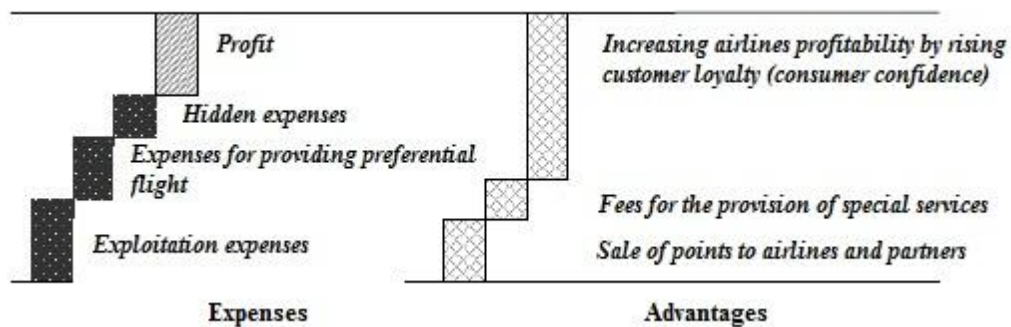 Profit
Hidden expenses
Expenses for providing preferential
flight
Exploitation expenses
Expenses
Increasing airlines profitability by rising
customer loyalty (consumer confidence)
Fees for the provision of special services
Sale of points to airlines and partners
Advantages